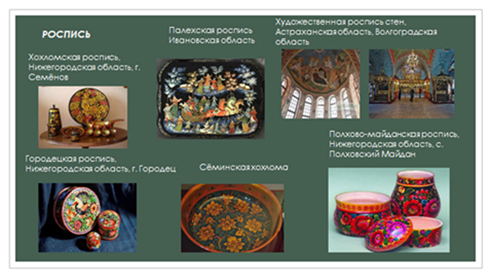 РОСПИСЬ
Хохломская роспись,
Нижегородская область, г.
Семёнов
Палехская роспись
Ивановская область
Художественная роспись стен,
Астраханская область, Волгоградская
область
Городецкая роспись,
Нижегородская область, г. Городец
Сёминская хохлома
Полхово-майданская роспись,
Нижегородская область, с.
Полховский Майдан